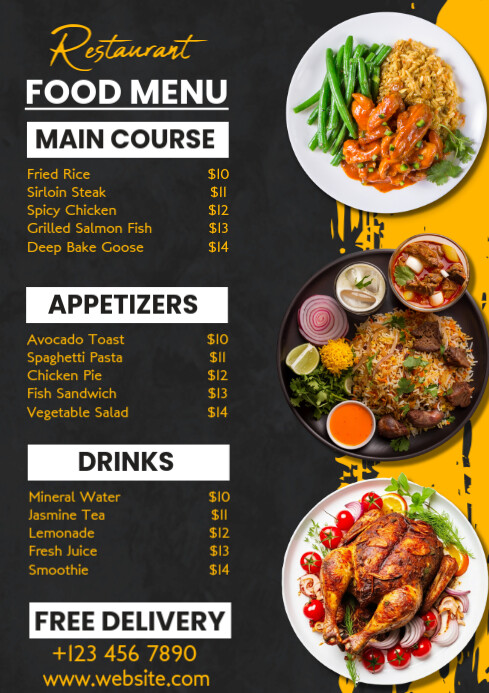 Restaurant
FOOD MENU
MAIN COURSE
Fried Rice $10
Sirloin Steak $11
Spicy Chicken $12
Grilled Salmon Fish $13
Deep Bake Goose $14
APPETIZERS
Avocado Toast $10
Spaghetti Pasta $11
Chicken Pie $12
Fish Sandwich $13
Vegetable Salad $14
DRINKS
Mineral Water $10
Jasmine Tea $11
Lemonade $12
Fresh Juice $13
Smoothie $14
FREE DELIVERY
+123 456 7890
www.website.com